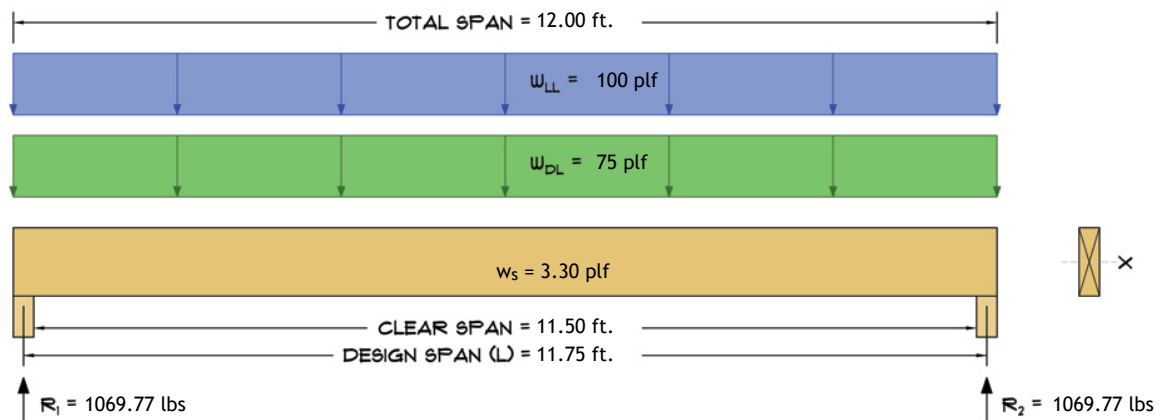 TOTAL SPAN = 12.00 ft.
wLL = 100 plf
wDL = 75 plf
ws = 3.30 plf
X
CLEAR SPAN = 11.50 ft.
DESIGN SPAN (L) = 11.75 ft.
R1 = 1069.77 lbs
R2 = 1069.77 lbs